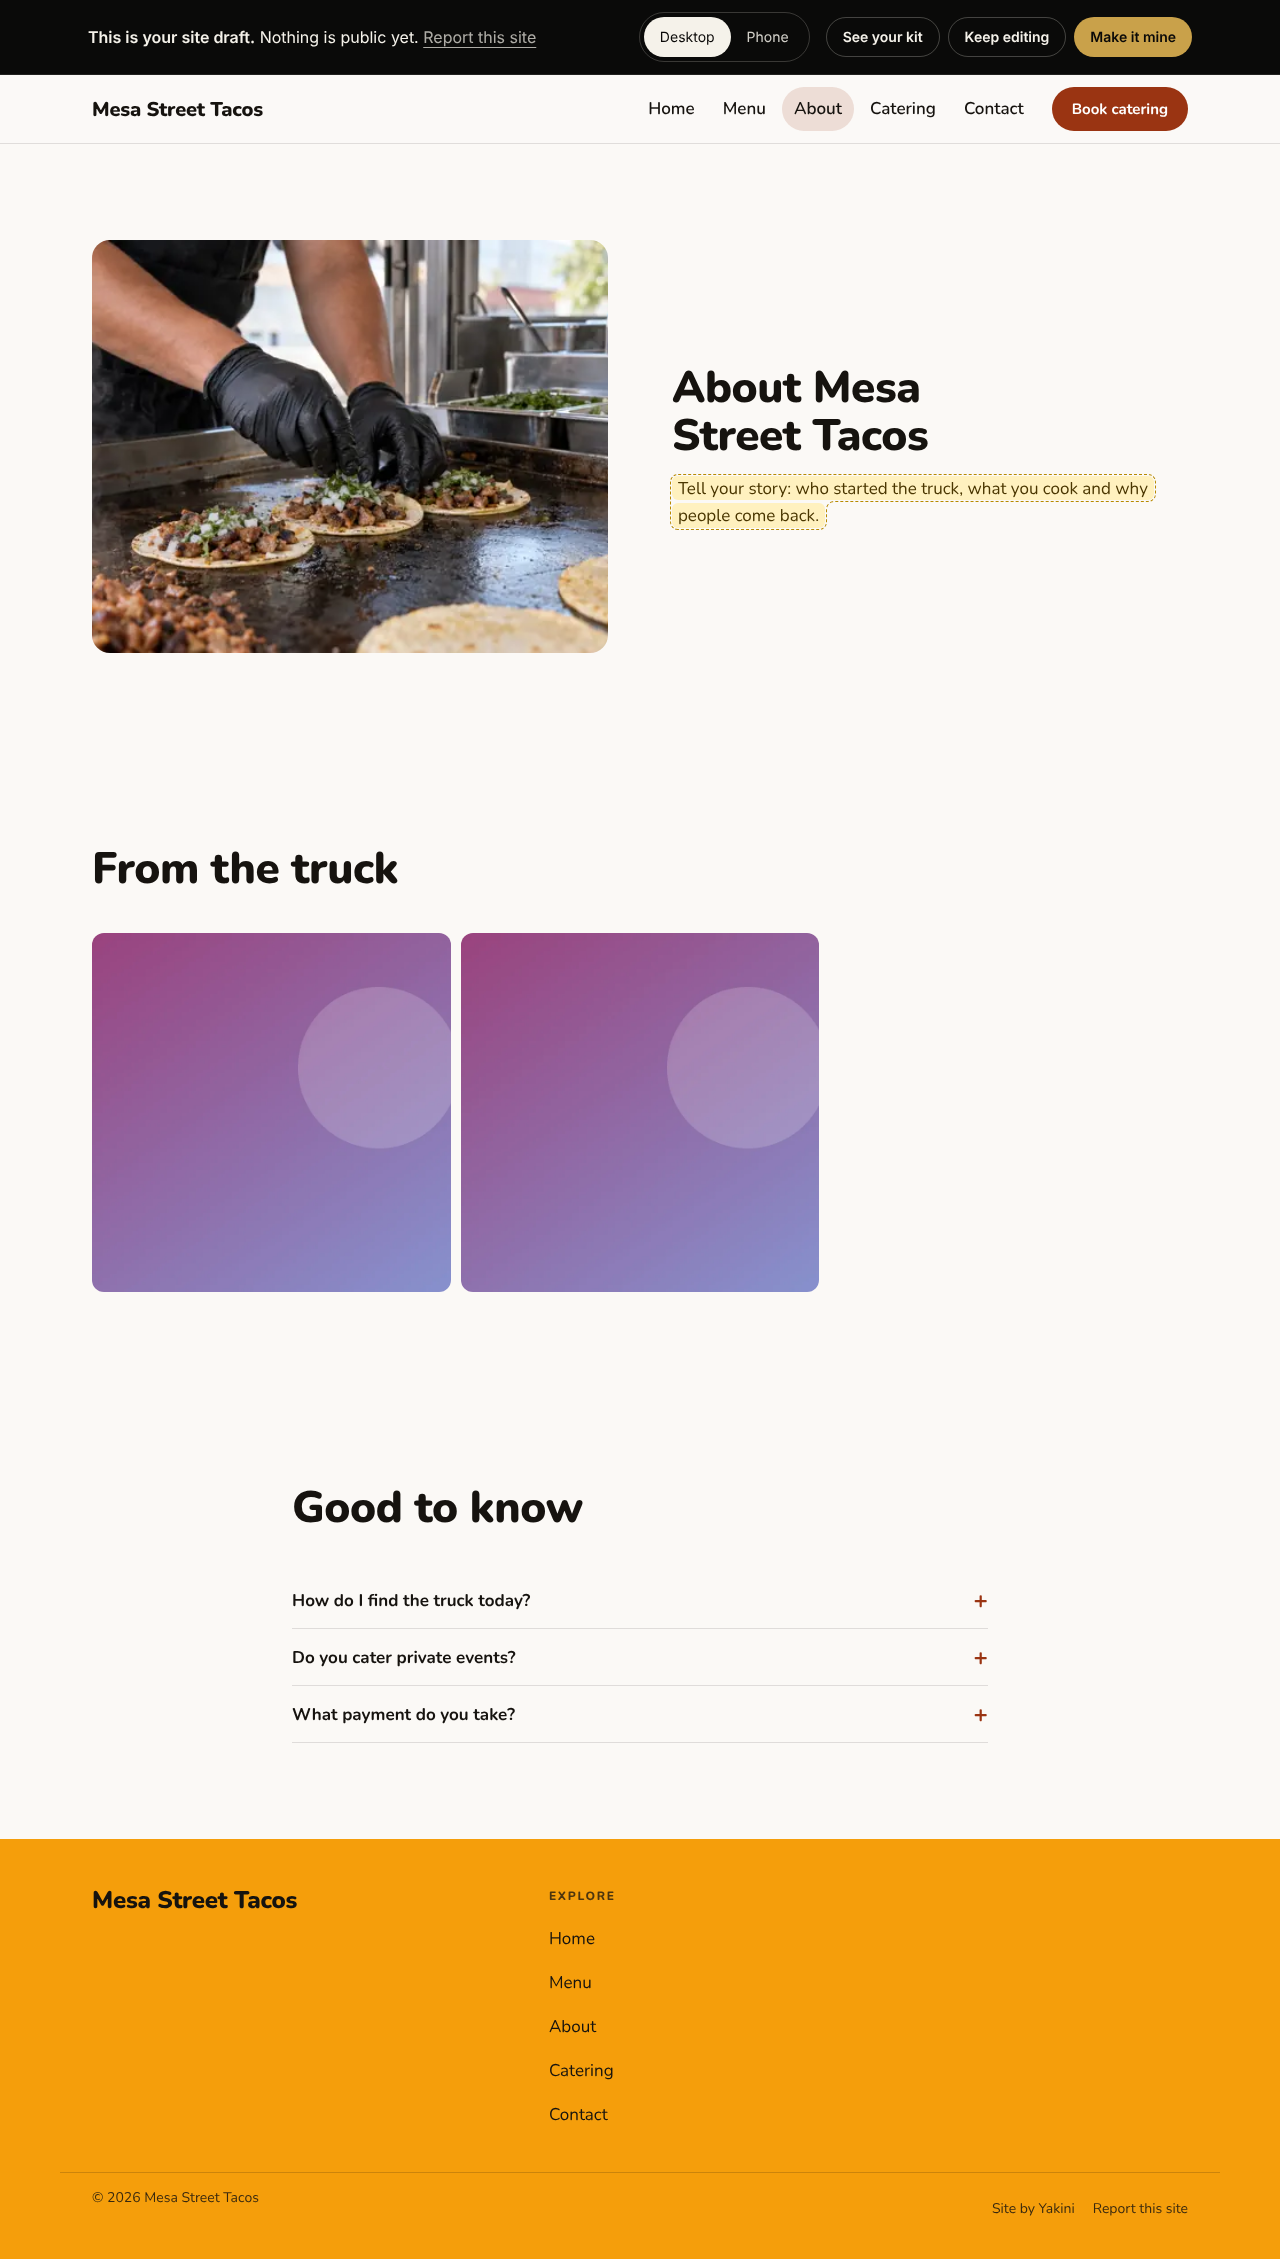 This is your site draft. Nothing is public yet. Report this site
Desktop
Phone
See your kit
Keep editing
Make it mine
Mesa Street Tacos
Home
Menu
About
Catering
Contact
Book catering
About Mesa
Street Tacos
Tell your story: who started the truck, what you cook and why
people come back.
From the truck
Good to know
How do I find the truck today?
+
Do you cater private events?
+
What payment do you take?
+
Mesa Street Tacos
EXPLORE
Home
Menu
About
Catering
Contact
© 2026 Mesa Street Tacos
Site by Yakini
Report this site